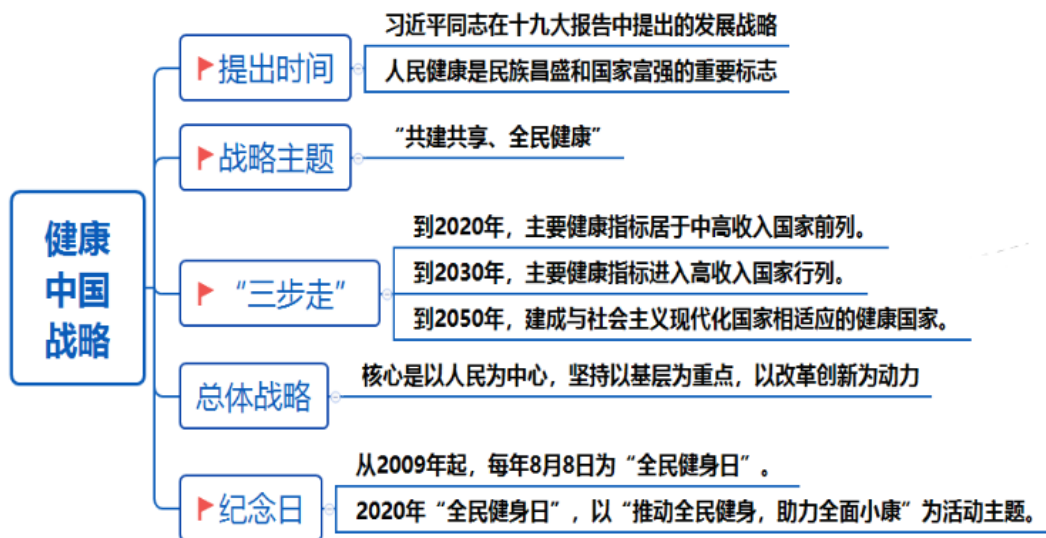 健康
中国
战略
提出时间
习近平同志在十九大报告中提出的发展战略
人民健康是民族昌盛和国家富强的重要标志
战略主题
“共建共享、全民健康”
“三步走”
到2020年，主要健康指标居于中高收入国家前列。
到2030年，主要健康指标进入高收入国家行列。
到2050年，建成与社会主义现代化国家相适应的健康国家。
总体战略
核心是以人民为中心，坚持以基层为重点，以改革创新为动力
纪念日
从2009年起，每年8月8日为“全民健身日”。
2020年“全民健身日”，以“推动全民健身，助力全面小康”为活动主题。